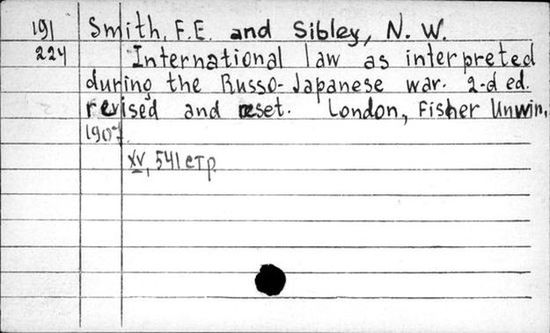 191 Smith, F.E. and Sibley, N. W.
224 International law as interpreted
during the Russo-Japanese war. 2-d ed.
revised and reset. London, Fisher Unwin,
1907.
XV, 541 стр.